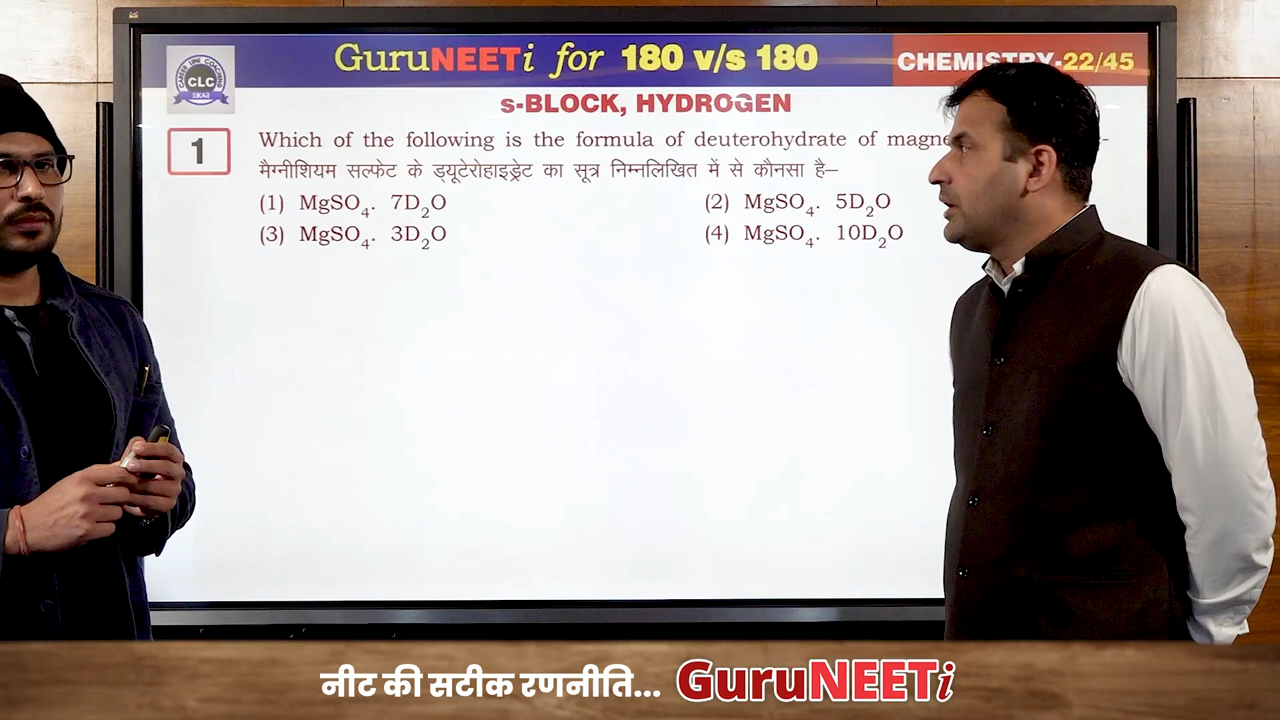 GuruNEETi for 180 v/s 180
CHEMISTRY-22/45
CLC
SIKAR
s-BLOCK, HYDROGEN
1
Which of the following is the formula of deuterohydrate of
मैग्नीशियम सल्फेट के ड्यूटेरोहाइड्रेट का सूत्र निम्नलिखित में से कौनसा है–
(1) MgSO₄. 7D₂O
(2) MgSO₄. 5D₂O
(3) MgSO₄. 3D₂O
(4) MgSO₄. 10D₂O
नीट की सटीक रणनीति... GuruNEETi